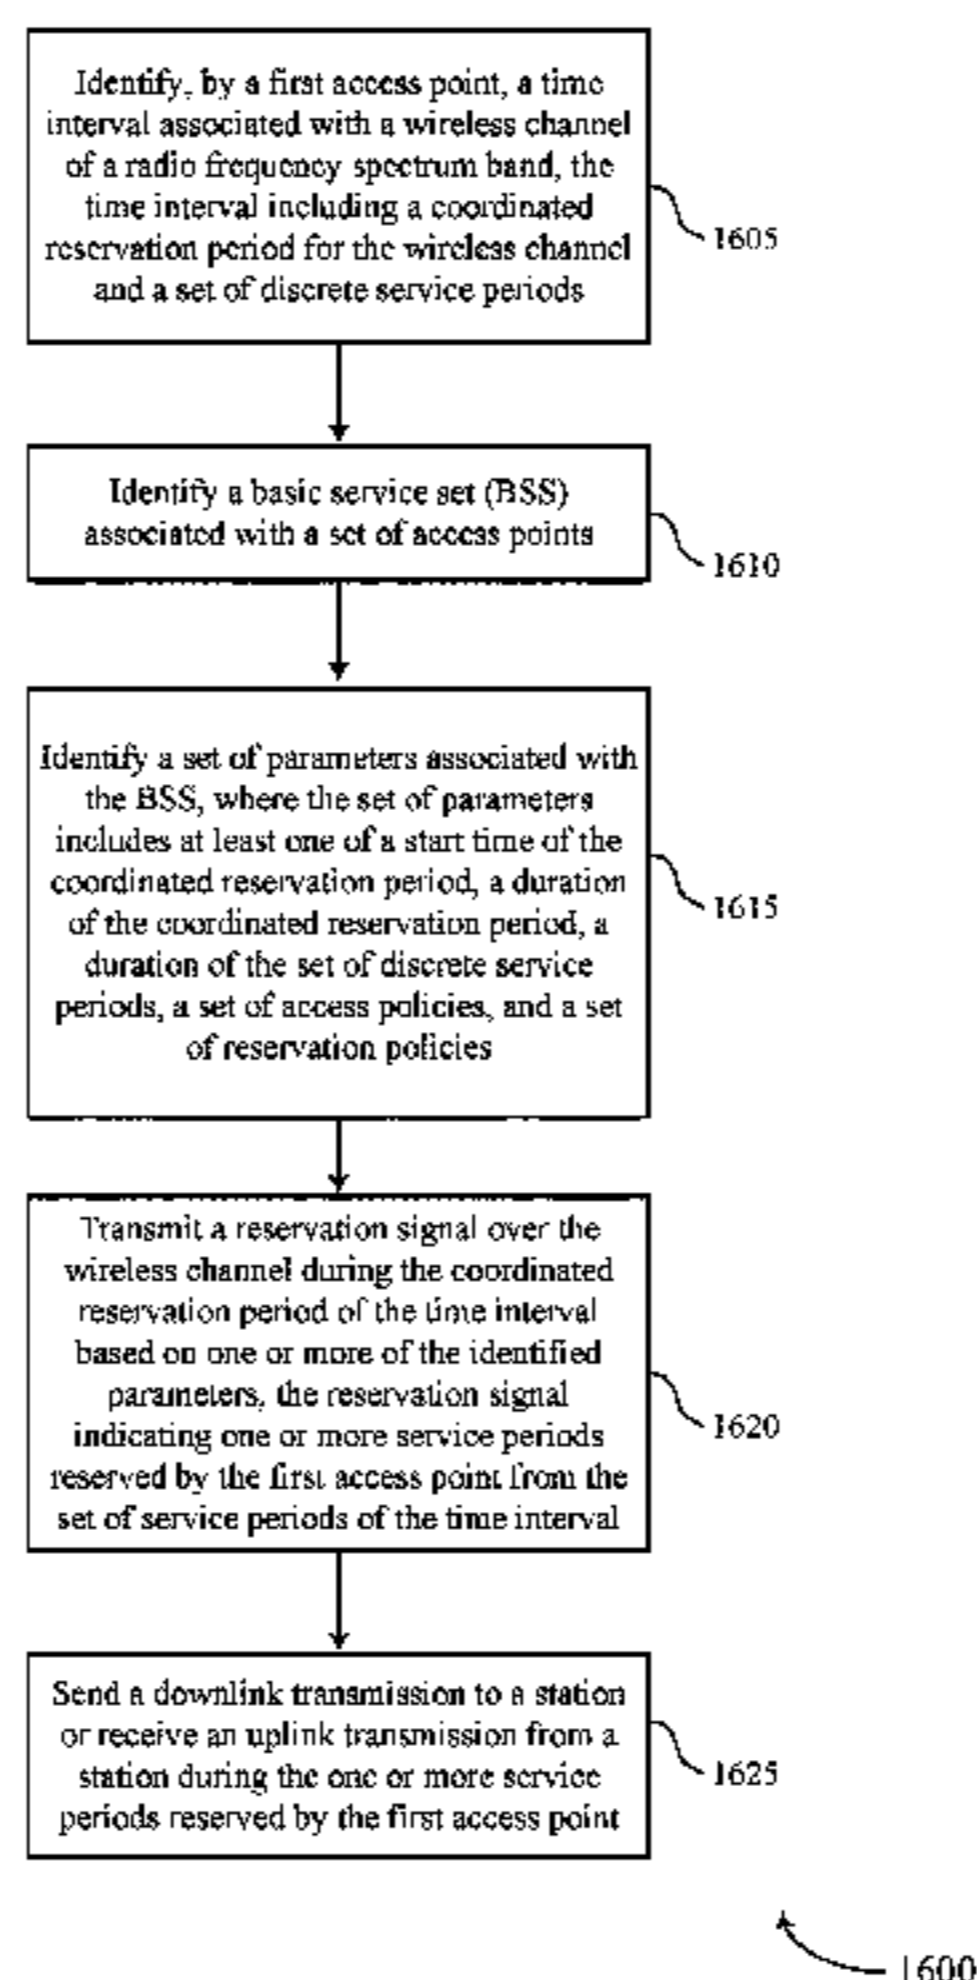 Identify, by a first access point, a time
interval associated with a wireless channel
of a radio frequency spectrum band, the
time interval including a coordinated
reservation period for the wireless channel
and a set of discrete service periods
1605
Identify a basic service set (BSS)
associated with a set of access points
1610
Identify a set of parameters associated with
the BSS, where the set of parameters
includes at least one of a start time of the
coordinated reservation period, a duration
of the coordinated reservation period, a
duration of the set of discrete service
periods, a set of access policies, and a set
of reservation policies
1615
Transmit a reservation signal over the
wireless channel during the coordinated
reservation period of the time interval
based on one or more of the identified
parameters, the reservation signal
indicating one or more service periods
reserved by the first access point from the
set of service periods of the time interval
1620
Send a downlink transmission to a station
or receive an uplink transmission from a
station during the one or more service
periods reserved by the first access point
1625
1600